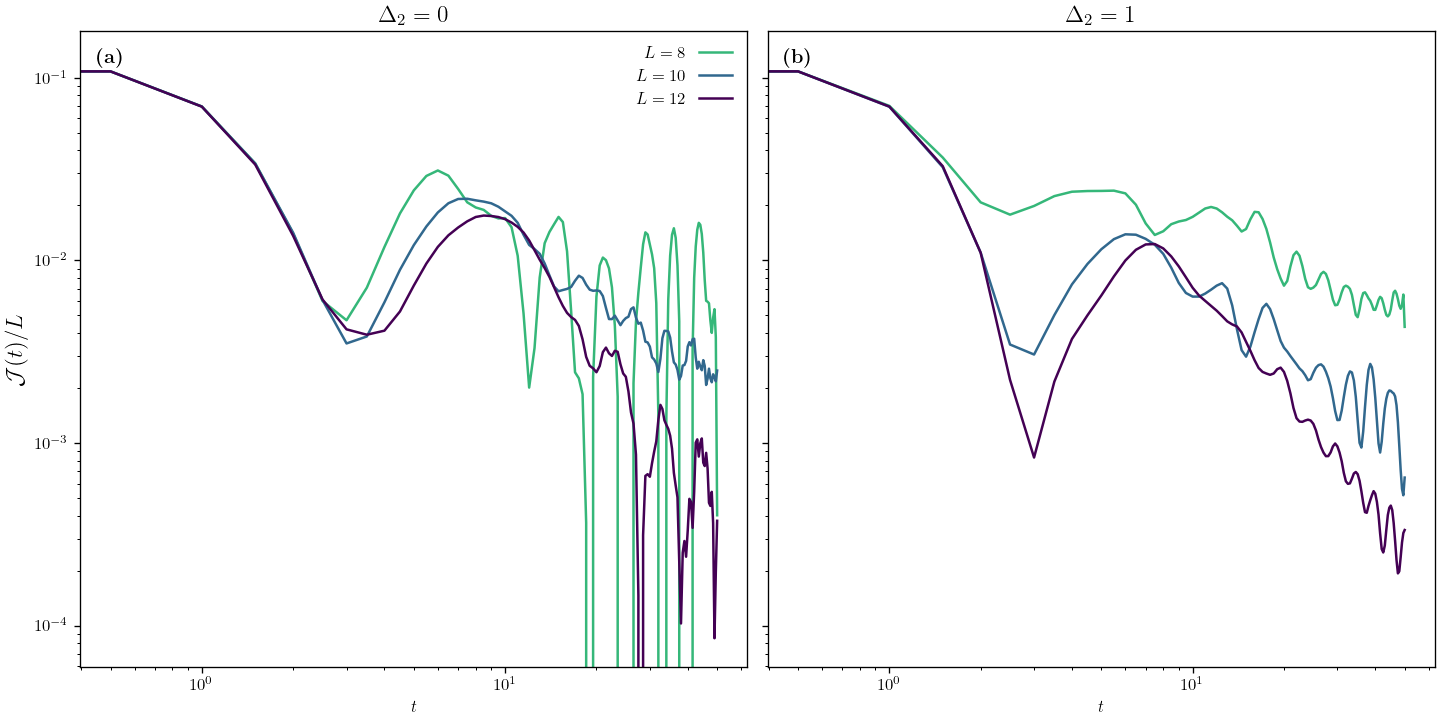 Δ₂ = 0
Δ₂ = 1
(a)
L = 8
L = 10
L = 12
(b)
10⁻¹
10⁻²
10⁻³
10⁻⁴
𝒥(t)/L
10⁰
10¹
10⁰
10¹
t
t